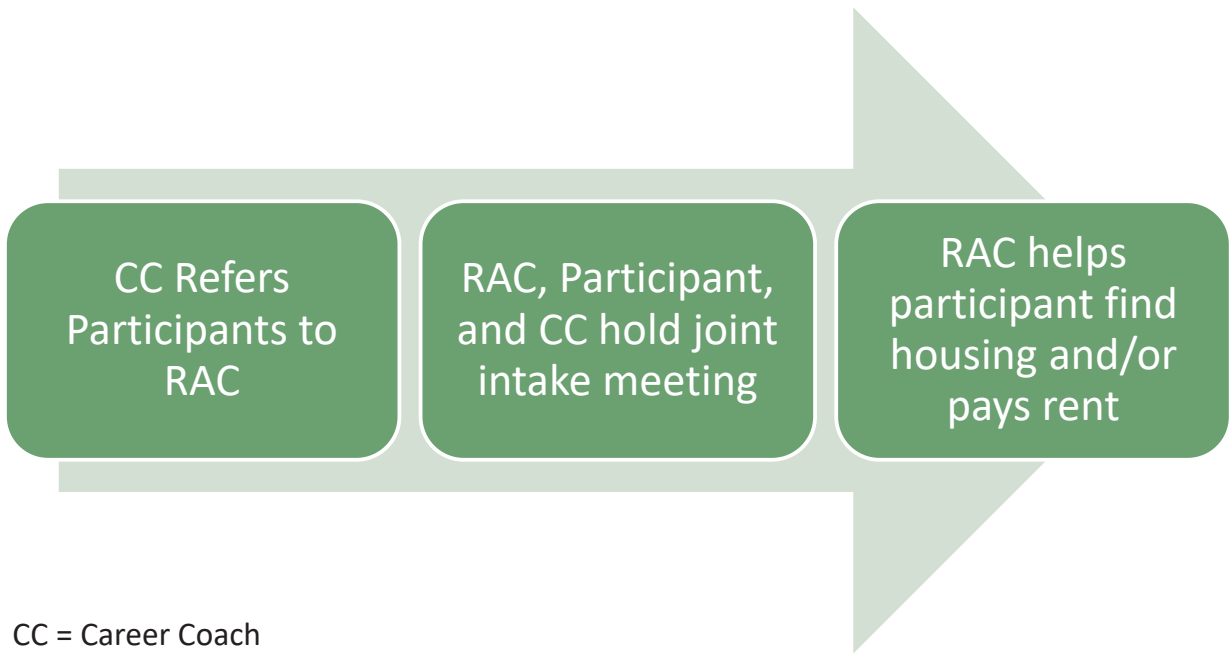 CC Refers
Participants to
RAC
RAC, Participant,
and CC hold joint
intake meeting
RAC helps
participant find
housing and/or
pays rent
CC = Career Coach